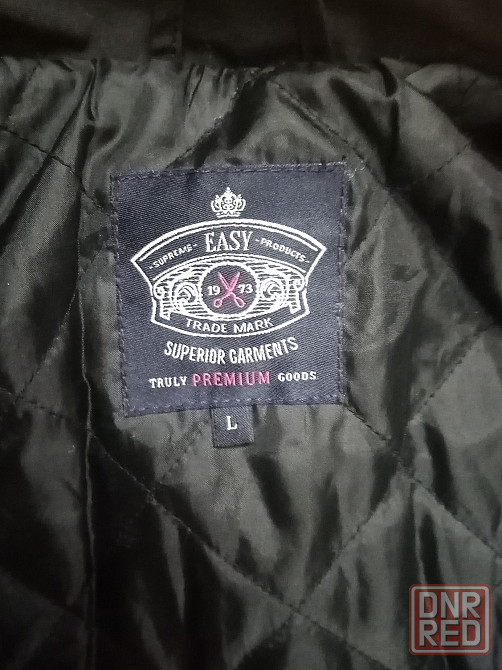 SUPREME EASY PRODUCTS
19 73
TRADE MARK
SUPERIOR GARMENTS
TRULY PREMIUM GOODS
L
DNR
RED